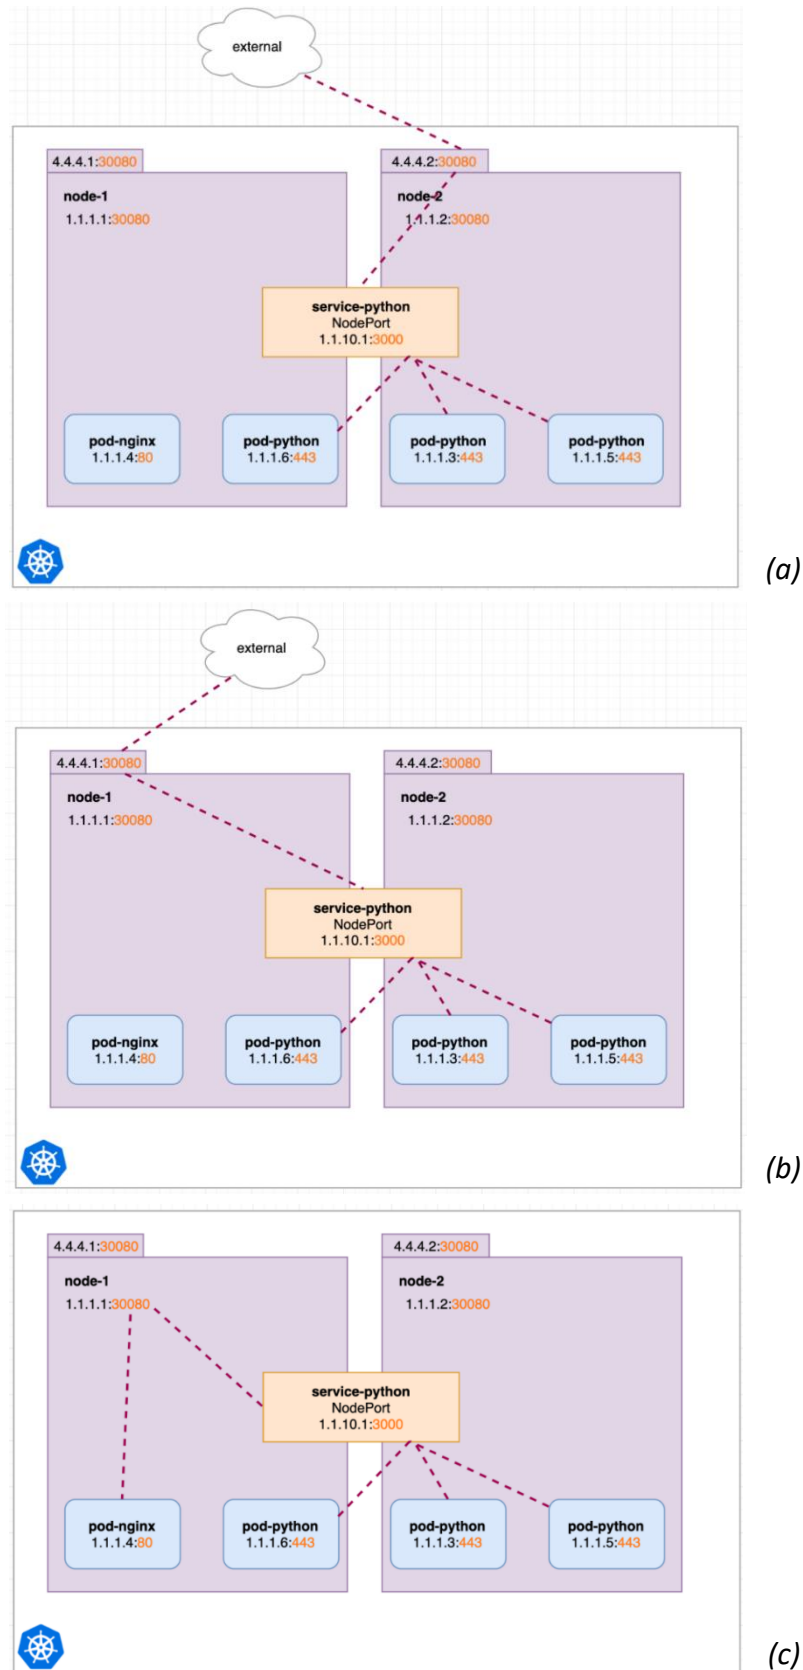 external
4.4.4.1:30080
4.4.4.2:30080
node-1
node-2
1.1.1.1:30080
1.1.1.2:30080
service-python
NodePort
1.1.10.1:3000
pod-nginx
1.1.1.4:80
pod-python
1.1.1.6:443
pod-python
1.1.1.3:443
pod-python
1.1.1.5:443
(a)
external
4.4.4.1:30080
4.4.4.2:30080
node-1
node-2
1.1.1.1:30080
1.1.1.2:30080
service-python
NodePort
1.1.10.1:3000
pod-nginx
1.1.1.4:80
pod-python
1.1.1.6:443
pod-python
1.1.1.3:443
pod-python
1.1.1.5:443
(b)
4.4.4.1:30080
4.4.4.2:30080
node-1
node-2
1.1.1.1:30080
1.1.1.2:30080
service-python
NodePort
1.1.10.1:3000
pod-nginx
1.1.1.4:80
pod-python
1.1.1.6:443
pod-python
1.1.1.3:443
pod-python
1.1.1.5:443
(c)